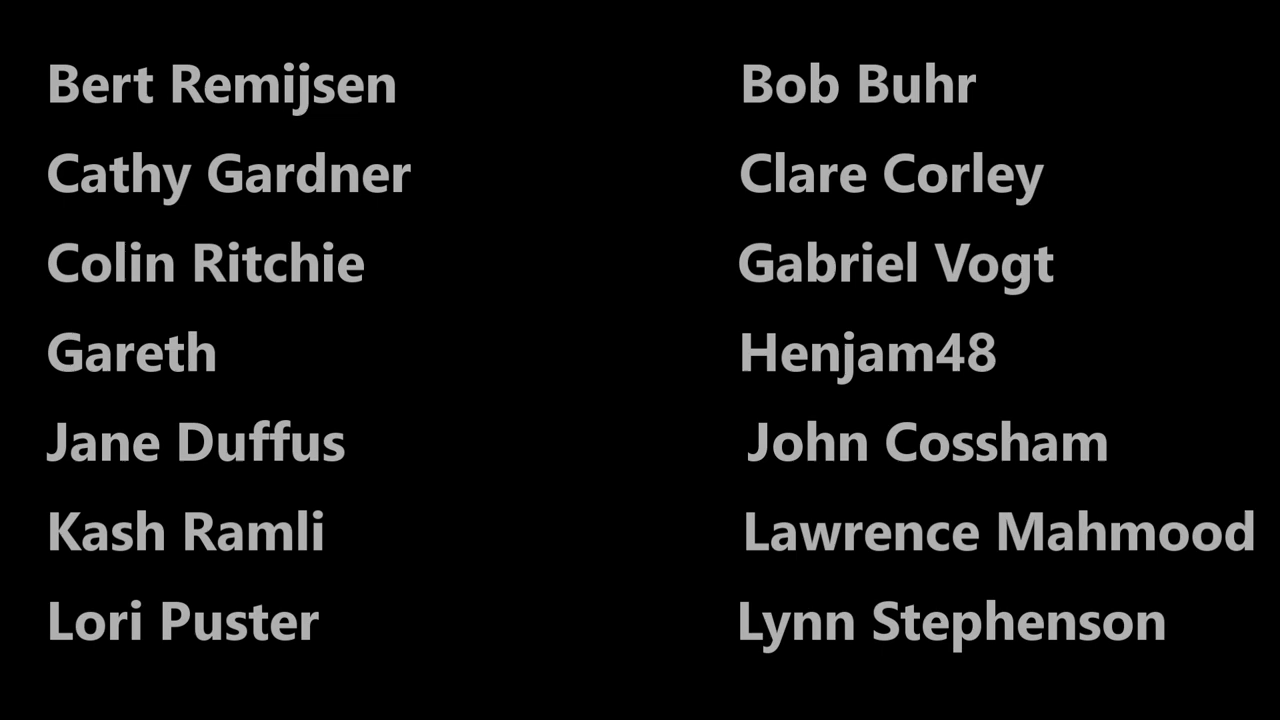 Bert Remijsen Bob Buhr
Cathy Gardner Clare Corley
Colin Ritchie Gabriel Vogt
Gareth Henjam48
Jane Duffus John Cossham
Kash Ramli Lawrence Mahmood
Lori Puster Lynn Stephenson